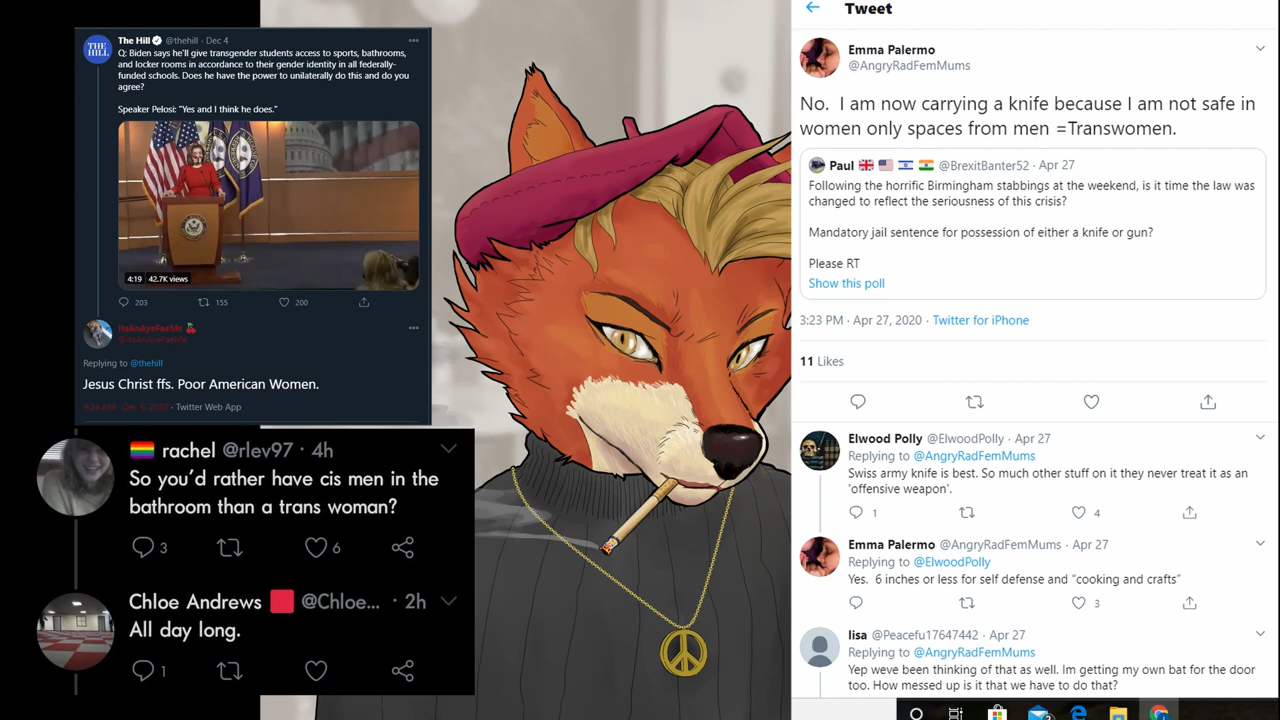 THE HILL
The Hill @thehill · Dec 4
Q: Biden says he'll give transgender students access to sports, bathrooms,
and locker rooms in accordance to their gender identity in all federally-
funded schools. Does he have the power to unilaterally do this and do you
agree?
Speaker Pelosi: "Yes and I think he does."
4:19 42.7K views
203 155 200
ItsAnAyeFaeMe 🍒
@ItsAnAyeFaeMe
Replying to @thehill
Jesus Christ ffs. Poor American Women.
9:24 AM · Dec 5, 2020 · Twitter Web App
rachel @rlev97 · 4h
So you'd rather have cis men in the
bathroom than a trans woman?
3 6
Chloe Andrews 🟥 @Chloe... · 2h
All day long.
1
Tweet
Emma Palermo
@AngryRadFemMums
No. I am now carrying a knife because I am not safe in
women only spaces from men =Transwomen.
Paul 🇬🇧 🇺🇸 🇮🇱 🇮🇳 @BrexitBanter52 · Apr 27
Following the horrific Birmingham stabbings at the weekend, is it time the law was
changed to reflect the seriousness of this crisis?
Mandatory jail sentence for possession of either a knife or gun?
Please RT
Show this poll
3:23 PM · Apr 27, 2020 · Twitter for iPhone
11 Likes
Elwood Polly @ElwoodPolly · Apr 27
Replying to @AngryRadFemMums
Swiss army knife is best. So much other stuff on it they never treat it as an
'offensive weapon'.
1 4
Emma Palermo @AngryRadFemMums · Apr 27
Replying to @ElwoodPolly
Yes. 6 inches or less for self defense and "cooking and crafts"
3
lisa @Peacefu17647442 · Apr 27
Replying to @AngryRadFemMums
Yep weve been thinking of that as well. Im getting my own bat for the door
too. How messed up is it that we have to do that?